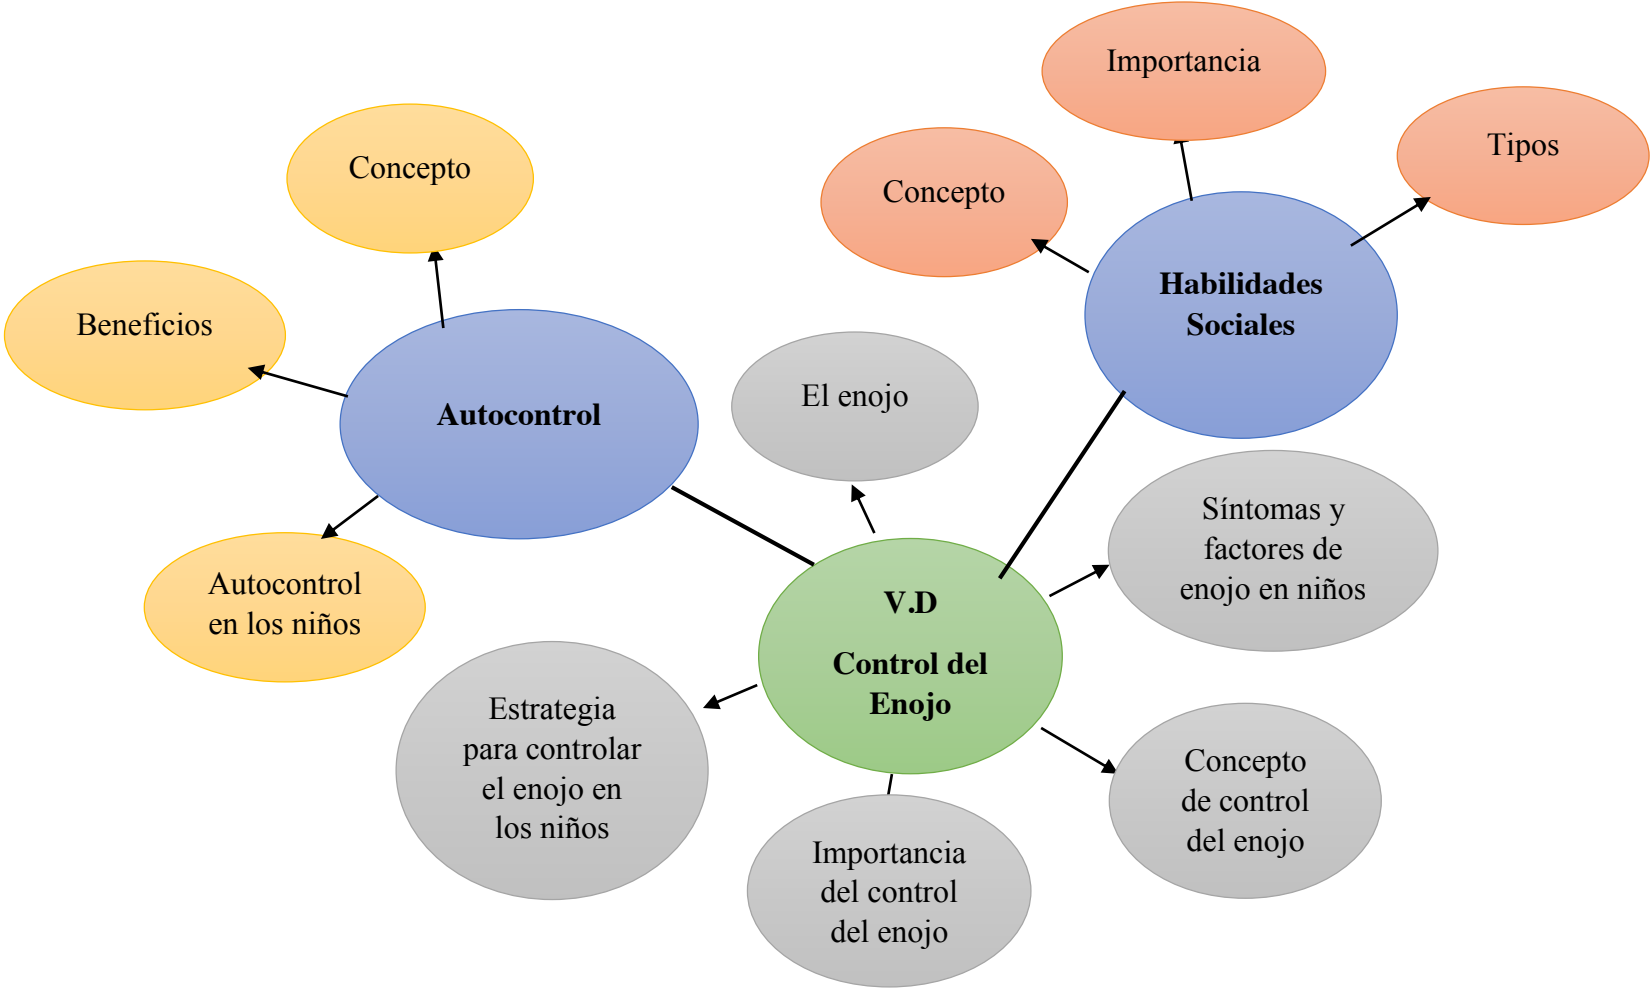 Importancia
Tipos
Concepto
Concepto
Habilidades
Sociales
Beneficios
El enojo
Autocontrol
Síntomas y
factores de
enojo en niños
Autocontrol
en los niños
V.D
Control del
Enojo
Estrategia
para controlar
el enojo en
los niños
Concepto
de control
del enojo
Importancia
del control
del enojo